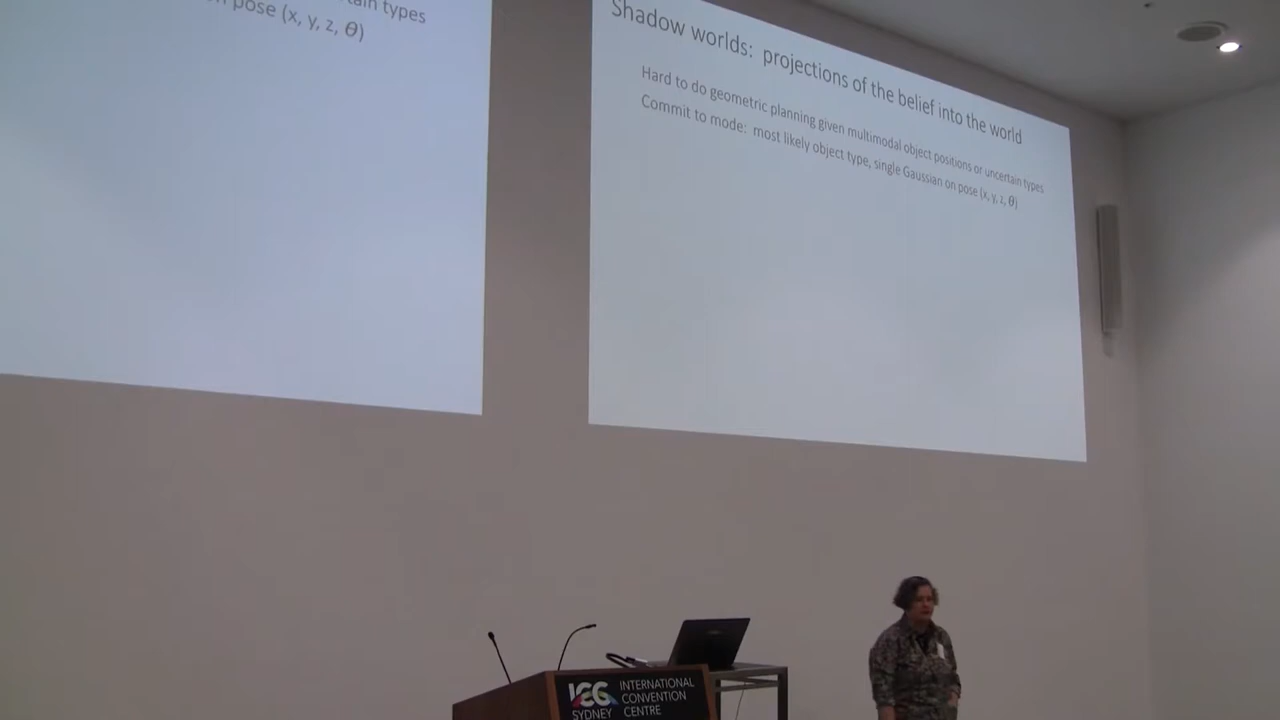 tain types
n pose (x, y, z, θ)
Shadow worlds: projections of the belief into the world
Hard to do geometric planning given multimodal object positions or uncertain types
Commit to mode: most likely object type, single Gaussian on pose (x, y, z, θ)
ICC
SYDNEY
INTERNATIONAL
CONVENTION
CENTRE